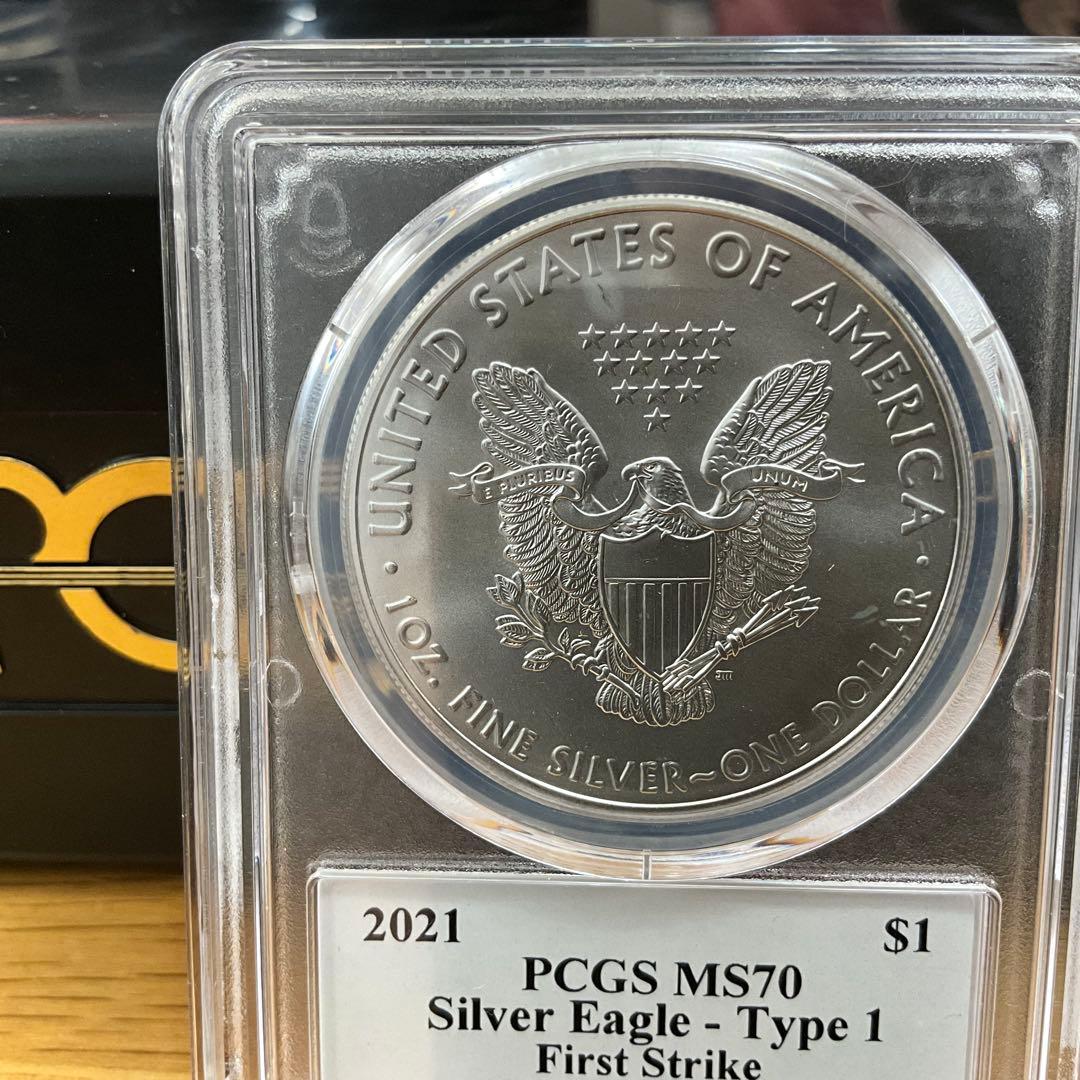 UNITED STATES OF AMERICA
E PLURIBUS UNUM
1 OZ. FINE SILVER~ONE DOLLAR
2021 $1
PCGS MS70
Silver Eagle - Type 1
First Strike